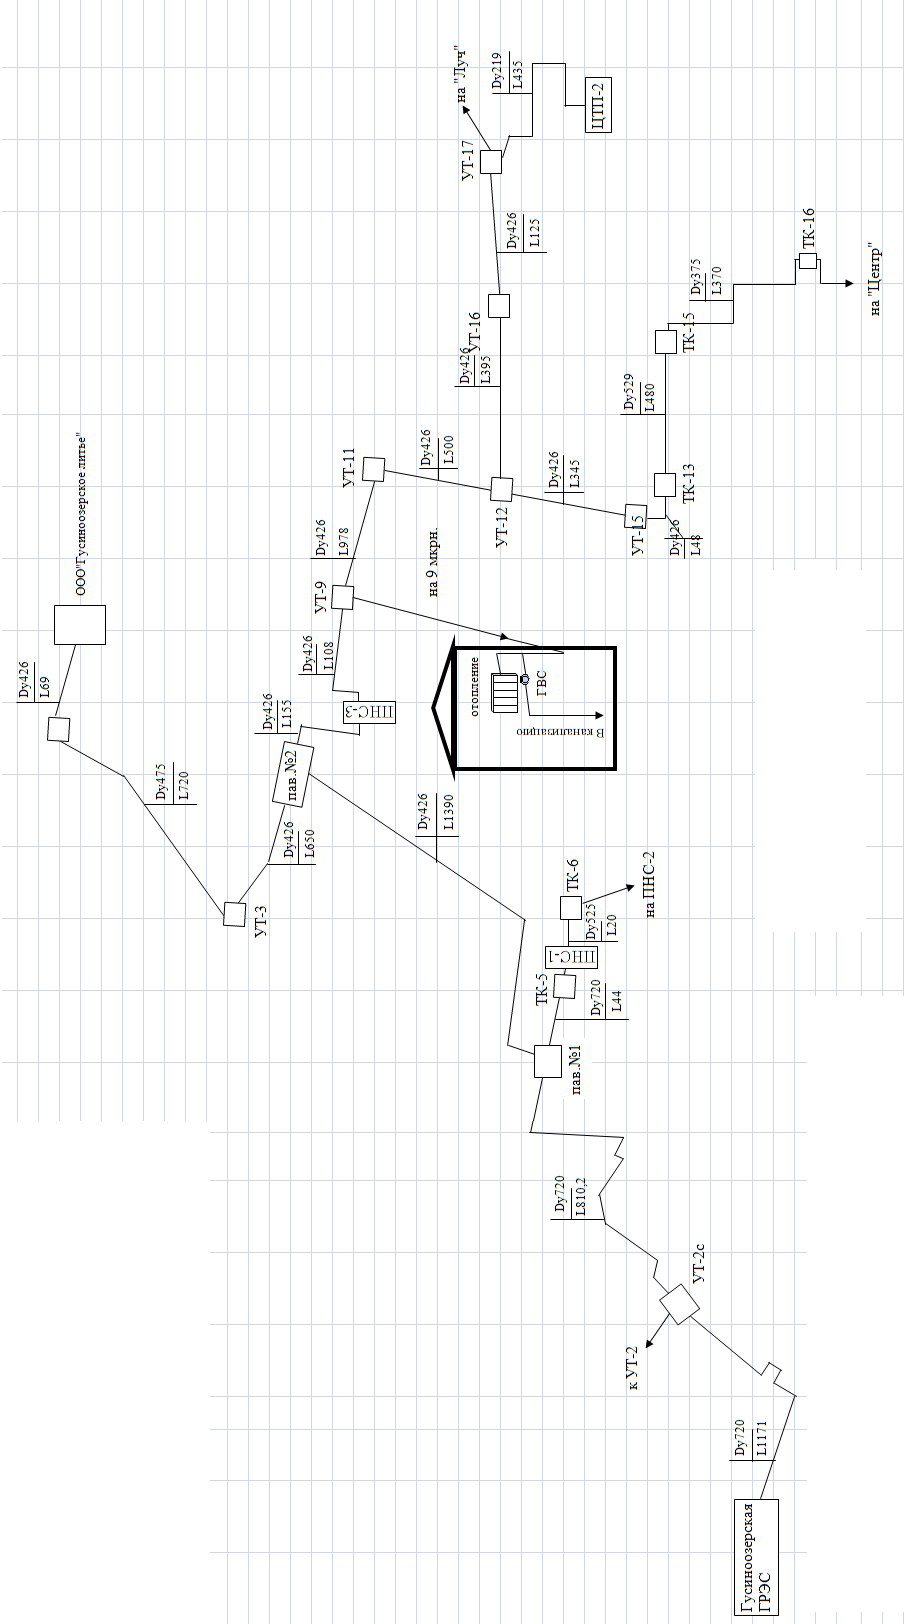 на "Луч"
Dy219
L435
ЦТП-2
УТ-17
Dy426
L125
ТК-16
на "Центр"
Dy375
L370
УТ-16
ТК-15
Dy426
L395
Dy529
L480
УТ-11
Dy426
L500
Dy426
L345
ТК-13
УТ-12
УТ-15
Dy426
L48
ООО"Гусиноозерское литье"
Dy426
L978
УТ-9
на 9 мкрн.
Dy426
L108
Dy426
L69
ПНС-3
Dy426
L155
отопление
ГВС
В канализацию
пав.№2
Dy475
L720
Dy426
L650
Dy426
L1390
УТ-3
ТК-6
на ПНС-2
Dy525
L20
ПНС-1
ТК-5
Dy720
L44
пав.№1
Dy720
L810,2
УТ-2с
к УТ-2
Dy720
L1171
Гусиноозерская
ГРЭС